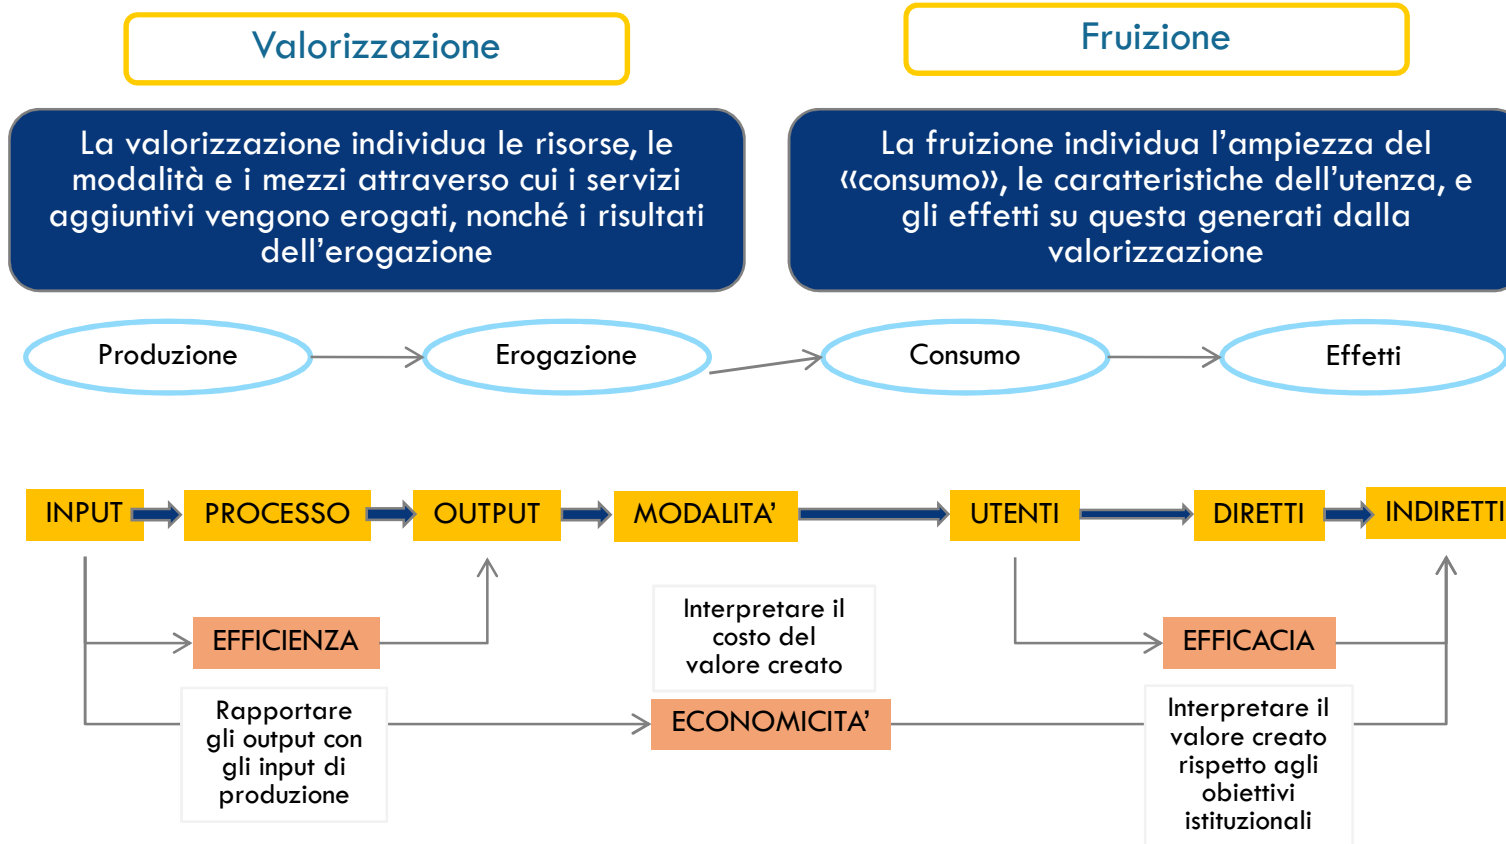 Valorizzazione
Fruizione
La valorizzazione individua le risorse, le
modalità e i mezzi attraverso cui i servizi
aggiuntivi vengono erogati, nonché i risultati
dell’erogazione
La fruizione individua l’ampiezza del
«consumo», le caratteristiche dell’utenza, e
gli effetti su questa generati dalla
valorizzazione
Produzione
Erogazione
Consumo
Effetti
INPUT
PROCESSO
OUTPUT
MODALITA’
UTENTI
DIRETTI
INDIRETTI
EFFICIENZA
Interpretare il
costo del
valore creato
EFFICACIA
Rapportare
gli output con
gli input di
produzione
ECONOMICITA’
Interpretare il
valore creato
rispetto agli
obiettivi
istituzionali